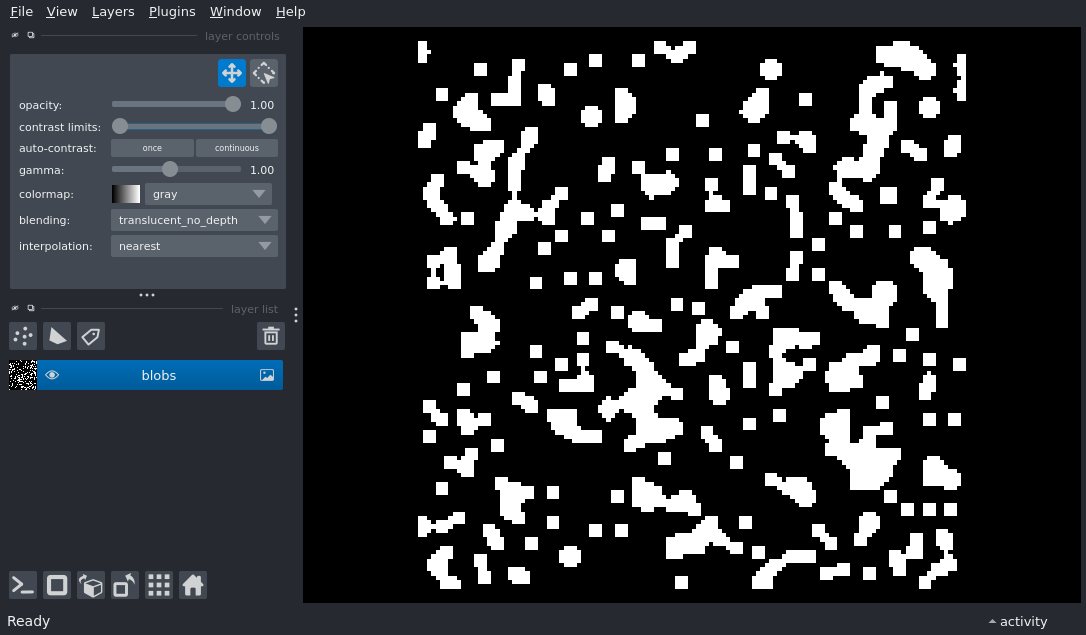 File View Layers Plugins Window Help
layer controls
opacity: 1.00
contrast limits:
auto-contrast: once continuous
gamma: 1.00
colormap: gray
blending: translucent_no_depth
interpolation: nearest
layer list
blobs
Ready
activity